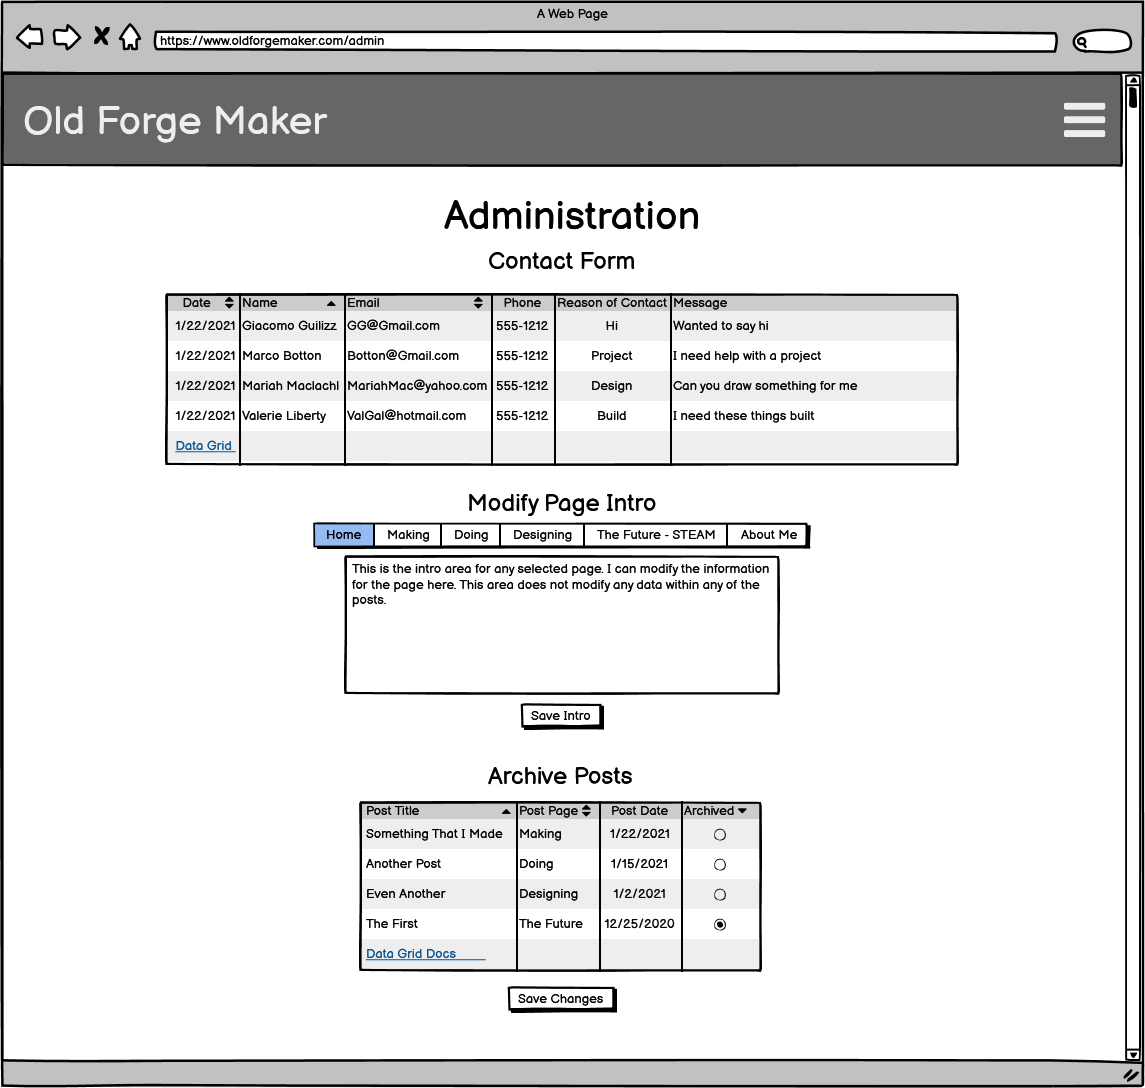 A Web Page
https://www.oldforgemaker.com/admin
Old Forge Maker
Administration
Contact Form
Date Name Email Phone Reason of Contact Message
1/22/2021 Giacomo Guilizz GG@Gmail.com 555-1212 Hi Wanted to say hi
1/22/2021 Marco Botton Botton@Gmail.com 555-1212 Project I need help with a project
1/22/2021 Mariah Maclachl MariahMac@yahoo.com 555-1212 Design Can you draw something for me
1/22/2021 Valerie Liberty ValGal@hotmail.com 555-1212 Build I need these things built
Data Grid
Modify Page Intro
Home Making Doing Designing The Future - STEAM About Me
This is the intro area for any selected page. I can modify the information
for the page here. This area does not modify any data within any of the
posts.
Save Intro
Archive Posts
Post Title Post Page Post Date Archived
Something That I Made Making 1/22/2021
Another Post Doing 1/15/2021
Even Another Designing 1/2/2021
The First The Future 12/25/2020
Data Grid Docs
Save Changes